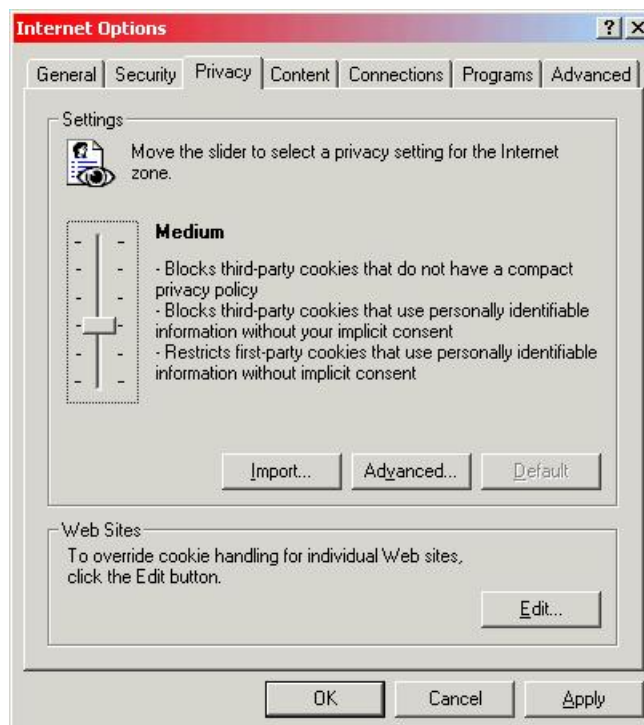 Internet Options
General Security Privacy Content Connections Programs Advanced
Settings
Move the slider to select a privacy setting for the Internet
zone.
Medium
- Blocks third-party cookies that do not have a compact
privacy policy
- Blocks third-party cookies that use personally identifiable
information without your implicit consent
- Restricts first-party cookies that use personally identifiable
information without implicit consent
Import... Advanced... Default
Web Sites
To override cookie handling for individual Web sites,
click the Edit button.
Edit...
OK Cancel Apply